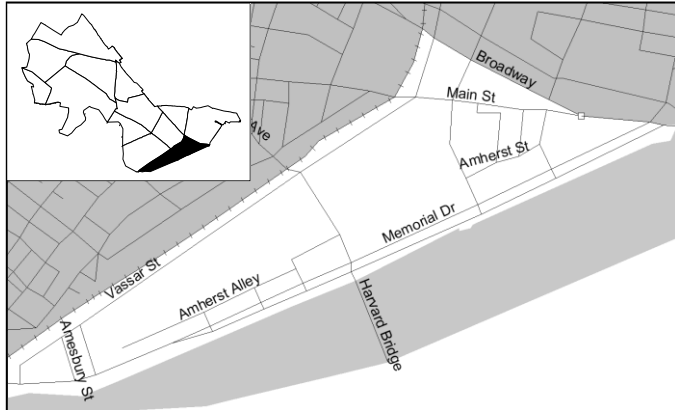 Broadway
Main St
Ave
Amherst St
Memorial Dr
Vassar St
Amherst Alley
Harvard Bridge
Amesbury St